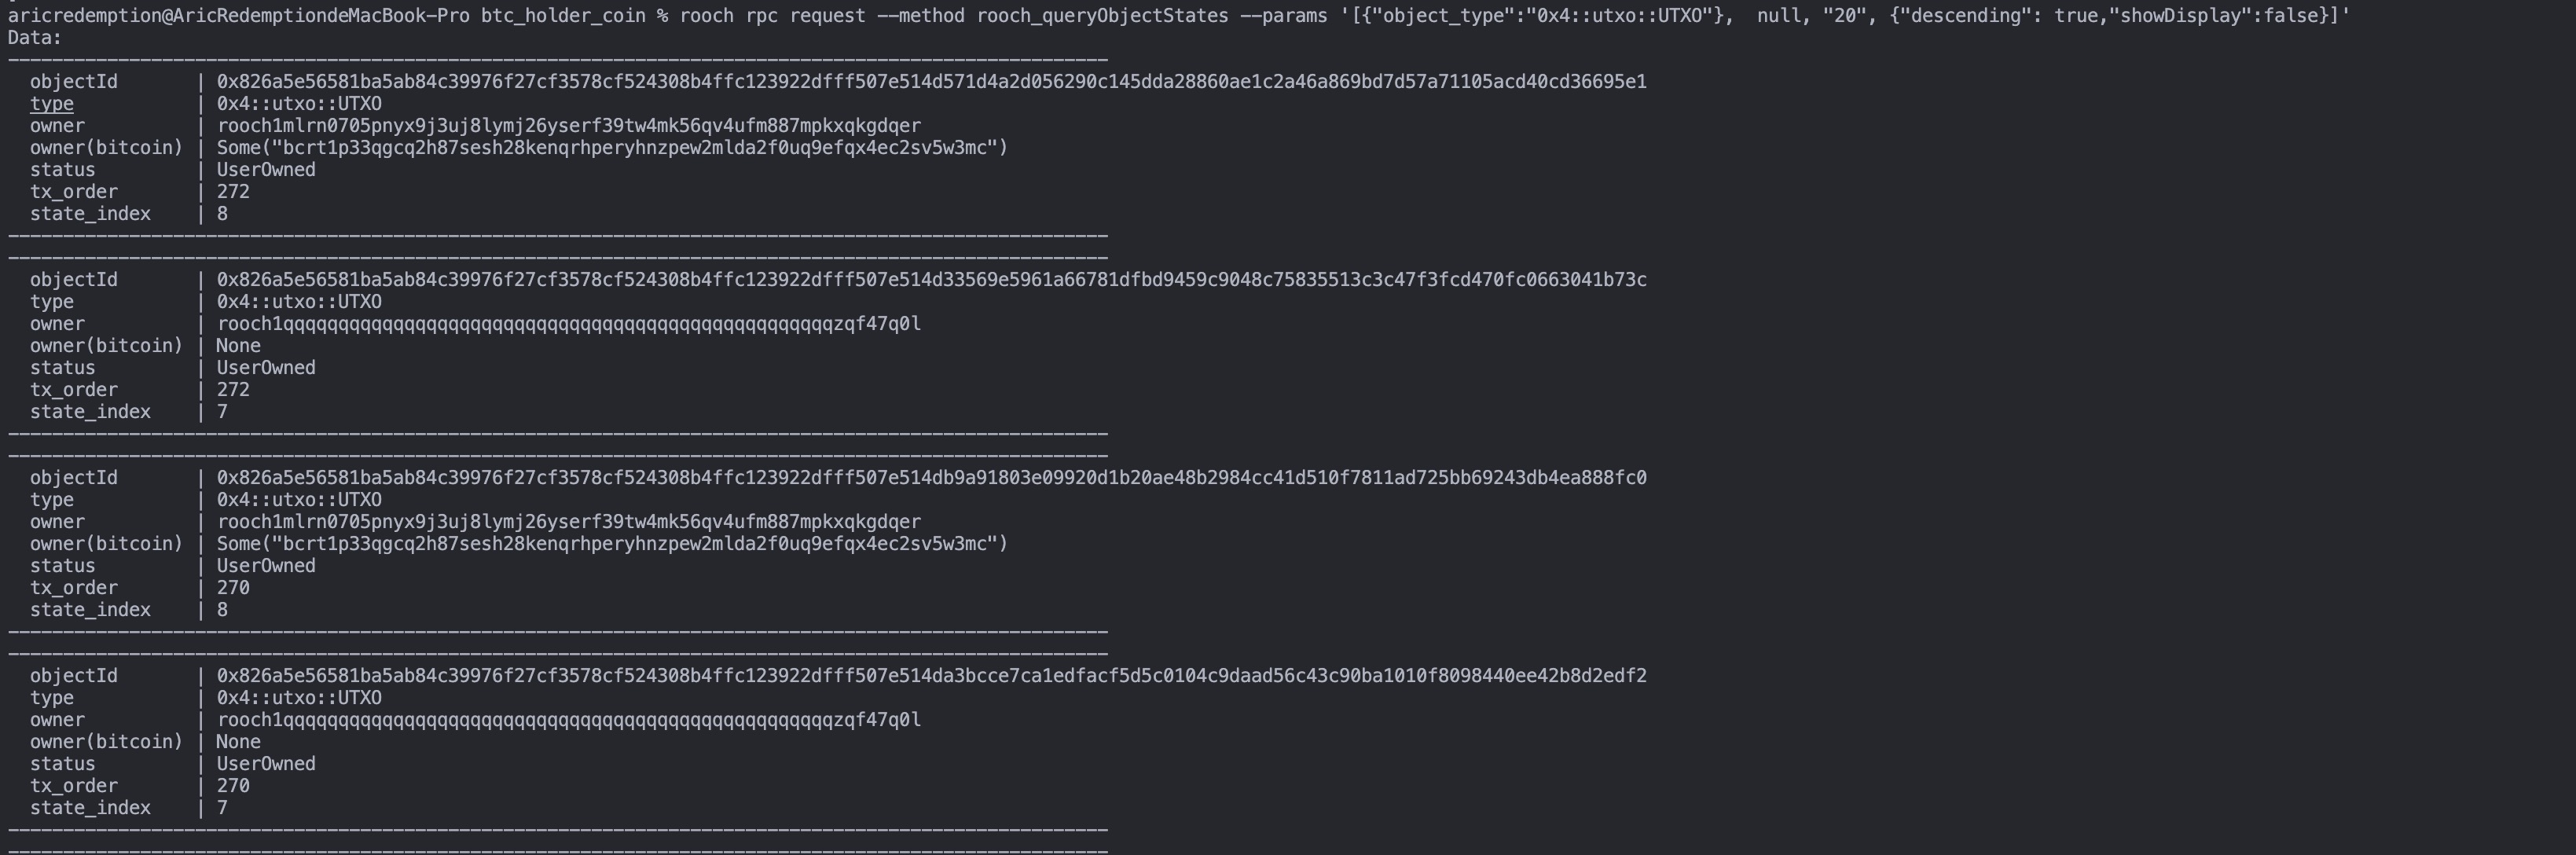 aricredemption@AricRedemptiondeMacBook-Pro btc_holder_coin % rooch rpc request --method rooch_queryObjectStates --params '[{"object_type":"0x4::utxo::UTXO"},  null, "20", {"descending": true,"showDisplay":false}]'
Data:
objectId | 0x826a5e56581ba5ab84c39976f27cf3578cf524308b4ffc123922dfff507e514d571d4a2d056290c145dda28860ae1c2a46a869bd7d57a71105acd40cd36695e1
type | 0x4::utxo::UTXO
owner | rooch1mlrn0705pnyx9j3uj8lymj26yserf39tw4mk56qv4ufm887mpkxqkgdqer
owner(bitcoin) | Some("bcrt1p33qgcq2h87sesh28kenqrhperyhnzpew2mlda2f0uq9efqx4ec2sv5w3mc")
status | UserOwned
tx_order | 272
state_index | 8
objectId | 0x826a5e56581ba5ab84c39976f27cf3578cf524308b4ffc123922dfff507e514d33569e5961a66781dfbd9459c9048c75835513c3c47f3fcd470fc0663041b73c
type | 0x4::utxo::UTXO
owner | rooch1qqqqqqqqqqqqqqqqqqqqqqqqqqqqqqqqqqqqqqqqqqqqqqqqqqqzqf47q0l
owner(bitcoin) | None
status | UserOwned
tx_order | 272
state_index | 7
objectId | 0x826a5e56581ba5ab84c39976f27cf3578cf524308b4ffc123922dfff507e514db9a91803e09920d1b20ae48b2984cc41d510f7811ad725bb69243db4ea888fc0
type | 0x4::utxo::UTXO
owner | rooch1mlrn0705pnyx9j3uj8lymj26yserf39tw4mk56qv4ufm887mpkxqkgdqer
owner(bitcoin) | Some("bcrt1p33qgcq2h87sesh28kenqrhperyhnzpew2mlda2f0uq9efqx4ec2sv5w3mc")
status | UserOwned
tx_order | 270
state_index | 8
objectId | 0x826a5e56581ba5ab84c39976f27cf3578cf524308b4ffc123922dfff507e514da3bcce7ca1edfacf5d5c0104c9daad56c43c90ba1010f8098440ee42b8d2edf2
type | 0x4::utxo::UTXO
owner | rooch1qqqqqqqqqqqqqqqqqqqqqqqqqqqqqqqqqqqqqqqqqqqqqqqqqqqzqf47q0l
owner(bitcoin) | None
status | UserOwned
tx_order | 270
state_index | 7